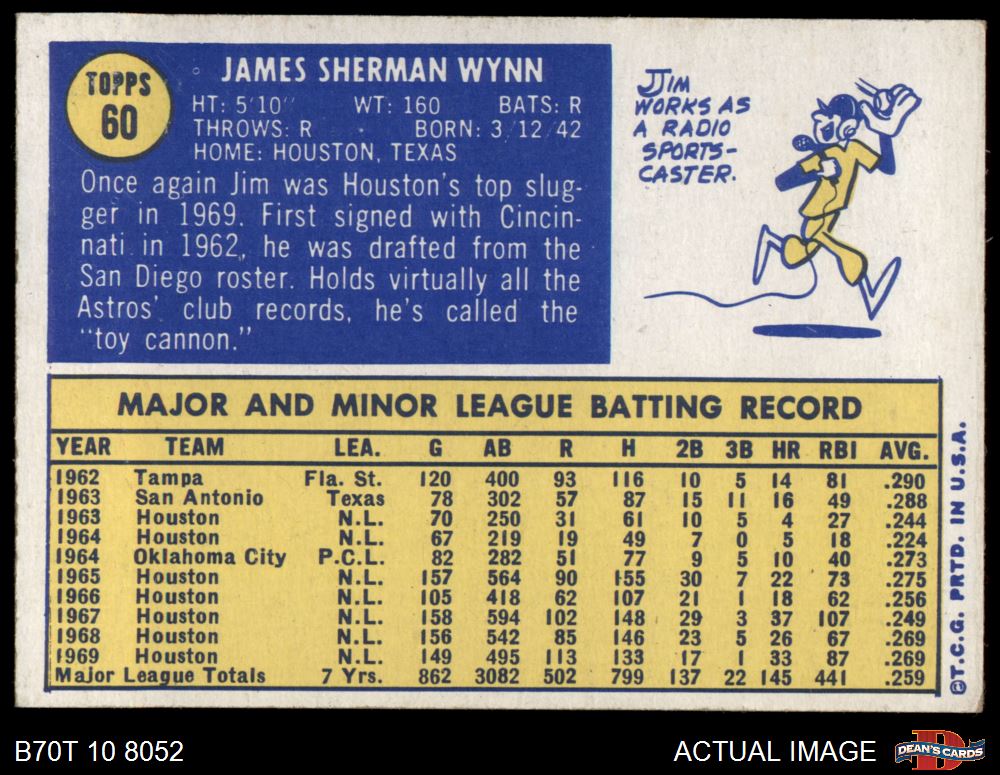 TOPPS
60
JAMES SHERMAN WYNN
HT: 5'10" WT: 160 BATS: R
THROWS: R BORN: 3/12/42
HOME: HOUSTON, TEXAS
Once again Jim was Houston's top slug-
ger in 1969. First signed with Cincin-
nati in 1962, he was drafted from the
San Diego roster. Holds virtually all the
Astros' club records, he's called the
"toy cannon."
JIM
WORKS AS
A RADIO
SPORTS-
CASTER.
MAJOR AND MINOR LEAGUE BATTING RECORD
YEAR TEAM LEA. G AB R H 2B 3B HR RBI AVG.
1962 Tampa Fla. St. 120 400 93 116 10 5 14 81 .290
1963 San Antonio Texas 78 302 57 87 15 11 16 49 .288
1963 Houston N.L. 70 250 31 61 10 5 4 27 .244
1964 Houston N.L. 67 219 19 49 7 0 5 18 .224
1964 Oklahoma City P.C.L. 82 282 51 77 9 5 10 40 .273
1965 Houston N.L. 157 564 90 155 30 7 22 73 .275
1966 Houston N.L. 105 418 62 107 21 1 18 62 .256
1967 Houston N.L. 158 594 102 148 29 3 37 107 .249
1968 Houston N.L. 156 542 85 146 23 5 26 67 .269
1969 Houston N.L. 149 495 113 133 17 1 33 87 .269
Major League Totals 7 Yrs. 862 3082 502 799 137 22 145 441 .259
©T.C.G. PRTD. IN U.S.A.
B70T 10 8052
ACTUAL IMAGE
DEAN'S CARDS